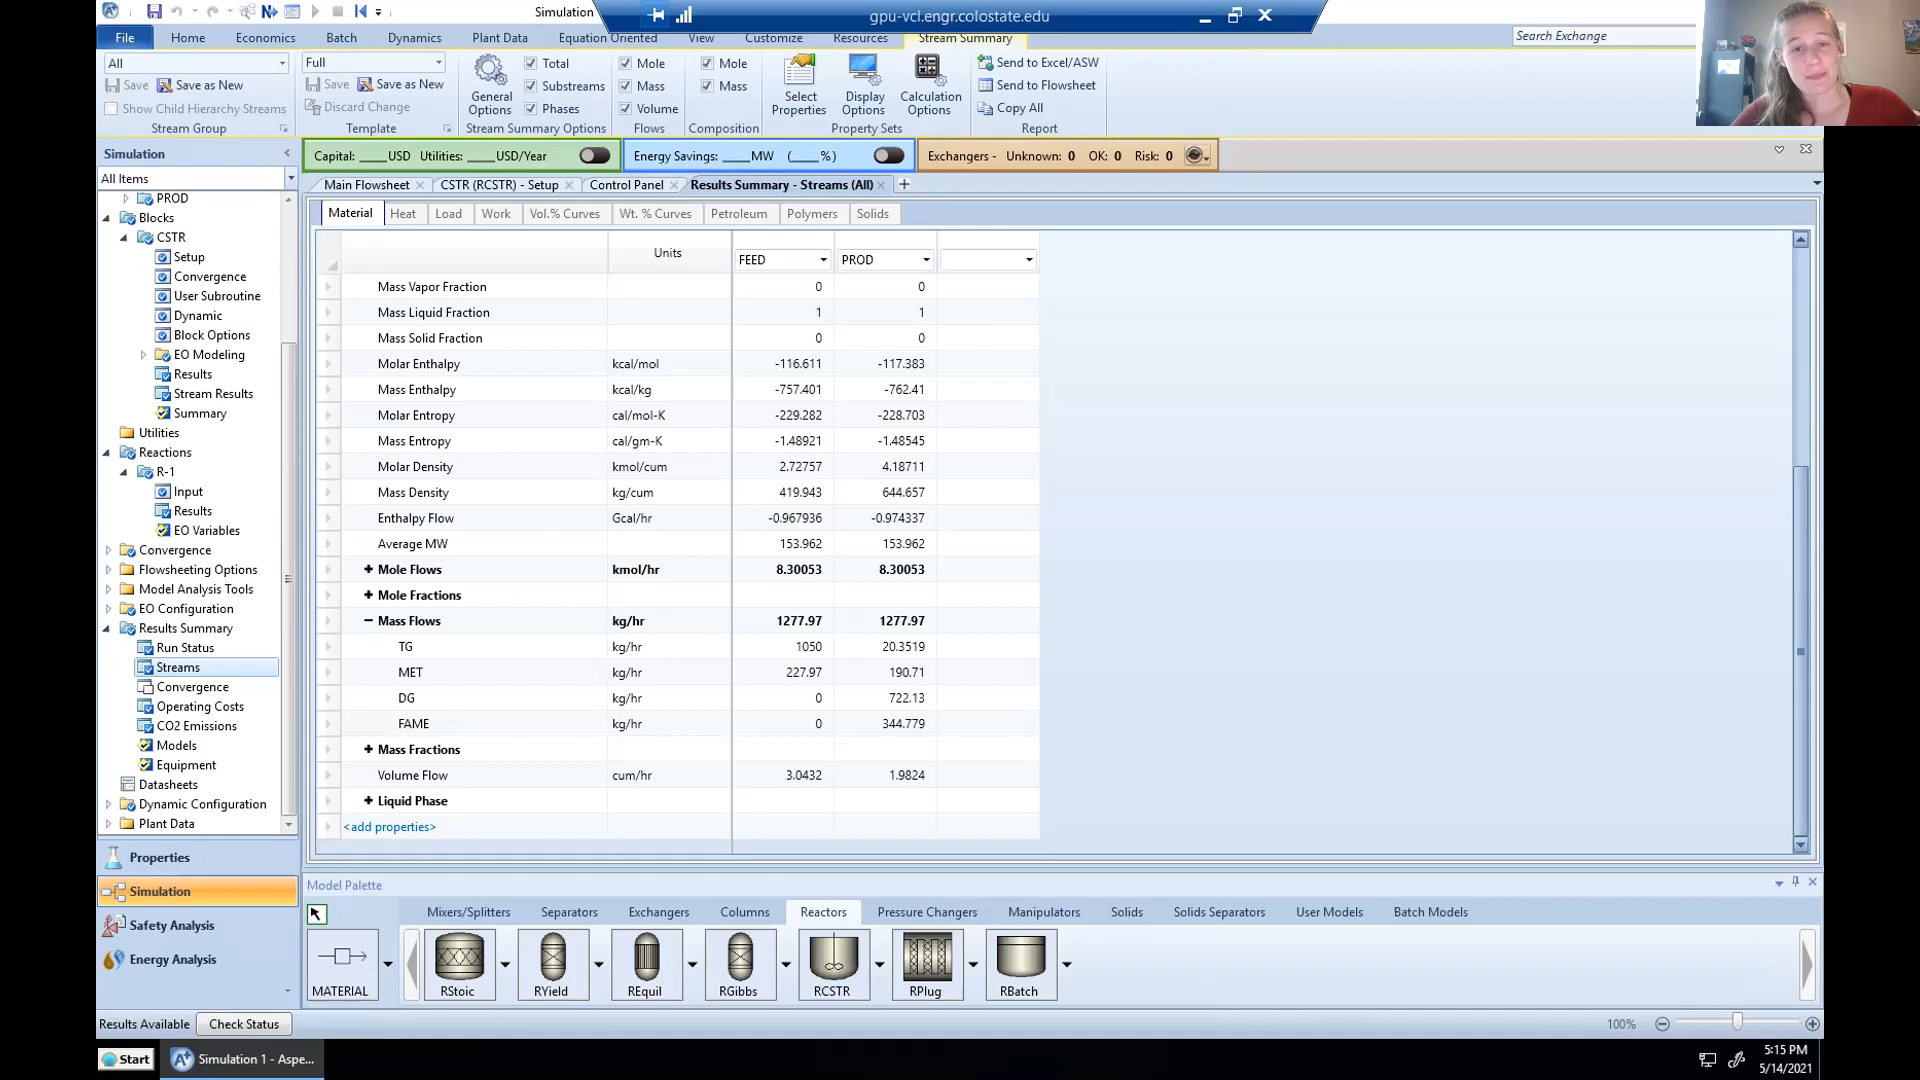 Simulation
gpu-vcl.engr.colostate.edu
File Home Economics Batch Dynamics Plant Data Equation Oriented View Customize Resources Stream Summary
Search Exchange
All
Save Save as New
Show Child Hierarchy Streams
Stream Group
Full
Save Save as New
Discard Change
Template
General Options
Total
Substreams
Phases
Stream Summary Options
Mole
Mass
Volume
Flows
Mole
Mass
Composition
Select Properties
Display Options
Calculation Options
Property Sets
Send to Excel/ASW
Send to Flowsheet
Copy All
Report
Capital: ____USD Utilities: ____USD/Year
Energy Savings: ____MW (____%)
Exchangers - Unknown: 0 OK: 0 Risk: 0
Simulation
All Items
PROD
Blocks
CSTR
Setup
Convergence
User Subroutine
Dynamic
Block Options
EO Modeling
Results
Stream Results
Summary
Utilities
Reactions
R-1
Input
Results
EO Variables
Convergence
Flowsheeting Options
Model Analysis Tools
EO Configuration
Results Summary
Run Status
Streams
Convergence
Operating Costs
CO2 Emissions
Models
Equipment
Datasheets
Dynamic Configuration
Plant Data
Properties
Simulation
Safety Analysis
Energy Analysis
Main Flowsheet CSTR (RCSTR) - Setup Control Panel Results Summary - Streams (All)
Material Heat Load Work Vol.% Curves Wt. % Curves Petroleum Polymers Solids
Units FEED PROD
Mass Vapor Fraction 0 0
Mass Liquid Fraction 1 1
Mass Solid Fraction 0 0
Molar Enthalpy kcal/mol -116.611 -117.383
Mass Enthalpy kcal/kg -757.401 -762.41
Molar Entropy cal/mol-K -229.282 -228.703
Mass Entropy cal/gm-K -1.48921 -1.48545
Molar Density kmol/cum 2.72757 4.18711
Mass Density kg/cum 419.943 644.657
Enthalpy Flow Gcal/hr -0.967936 -0.974337
Average MW 153.962 153.962
+ Mole Flows kmol/hr 8.30053 8.30053
+ Mole Fractions
− Mass Flows kg/hr 1277.97 1277.97
TG kg/hr 1050 20.3519
MET kg/hr 227.97 190.71
DG kg/hr 0 722.13
FAME kg/hr 0 344.779
+ Mass Fractions
Volume Flow cum/hr 3.0432 1.9824
+ Liquid Phase
<add properties>
Model Palette
Mixers/Splitters Separators Exchangers Columns Reactors Pressure Changers Manipulators Solids Solids Separators User Models Batch Models
MATERIAL RStoic RYield REquil RGibbs RCSTR RPlug RBatch
Results Available Check Status
100%
Start Simulation 1 - Aspe...
5:15 PM
5/14/2021